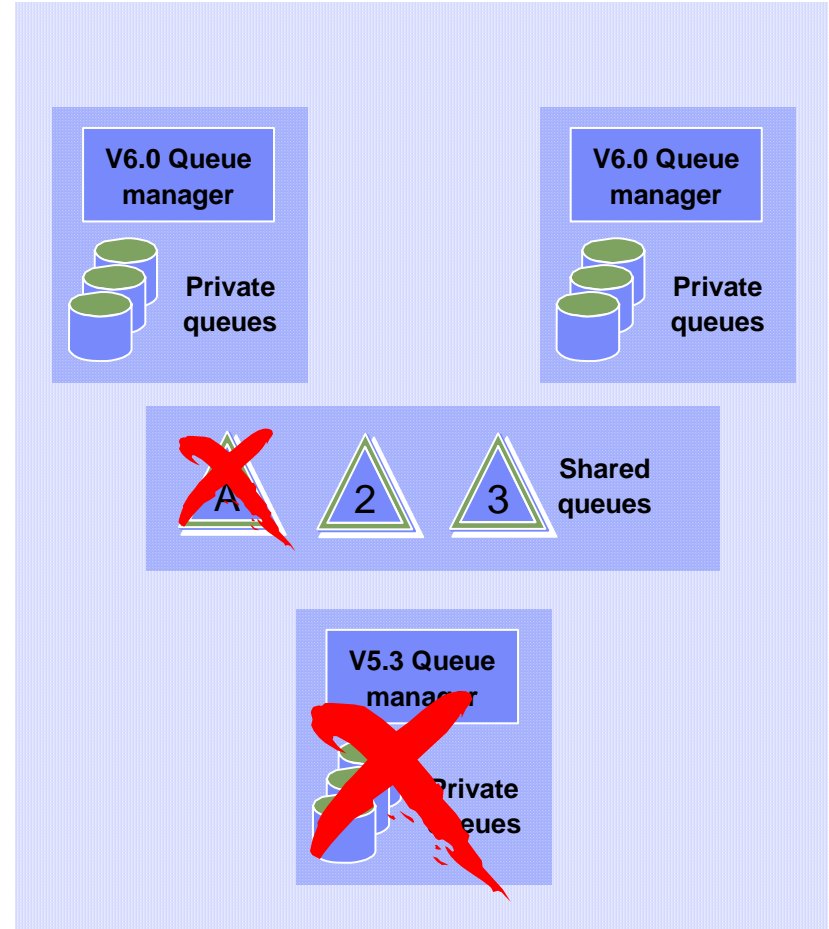 V6.0 Queue
manager
Private
queues
V6.0 Queue
manager
Private
queues
A
2
3
Shared
queues
V5.3 Queue
manager
Private
queues